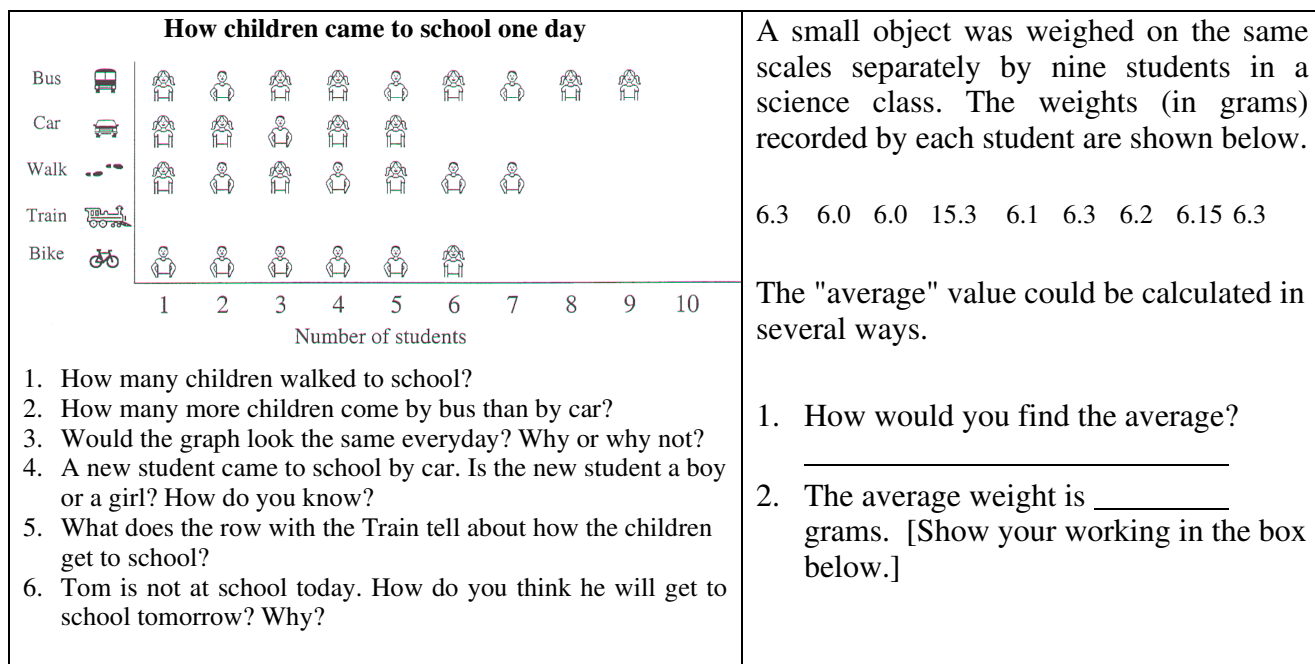 How children came to school one day
Bus
Car
Walk
Train
Bike
1 2 3 4 5 6 7 8 9 10
Number of students
1. How many children walked to school?
2. How many more children come by bus than by car?
3. Would the graph look the same everyday? Why or why not?
4. A new student came to school by car. Is the new student a boy
or a girl? How do you know?
5. What does the row with the Train tell about how the children
get to school?
6. Tom is not at school today. How do you think he will get to
school tomorrow? Why?
A small object was weighed on the same
scales separately by nine students in a
science class. The weights (in grams)
recorded by each student are shown below.
6.3 6.0 6.0 15.3 6.1 6.3 6.2 6.15 6.3
The "average" value could be calculated in
several ways.
1. How would you find the average?
2. The average weight is ________
grams. [Show your working in the box
below.]